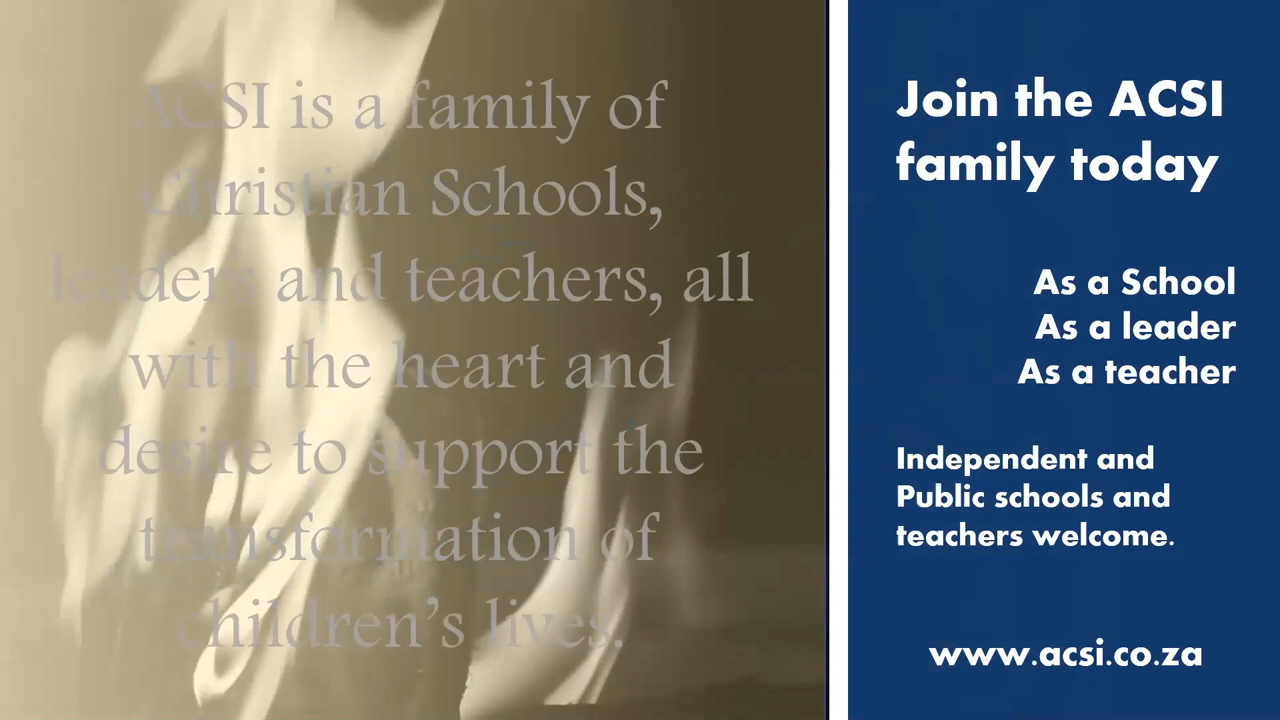 ACSI is a family of
Christian Schools,
leaders and teachers, all
with the heart and
desire to support the
transformation of
children's lives.
Join the ACSI
family today
As a School
As a leader
As a teacher
Independent and
Public schools and
teachers welcome.
www.acsi.co.za